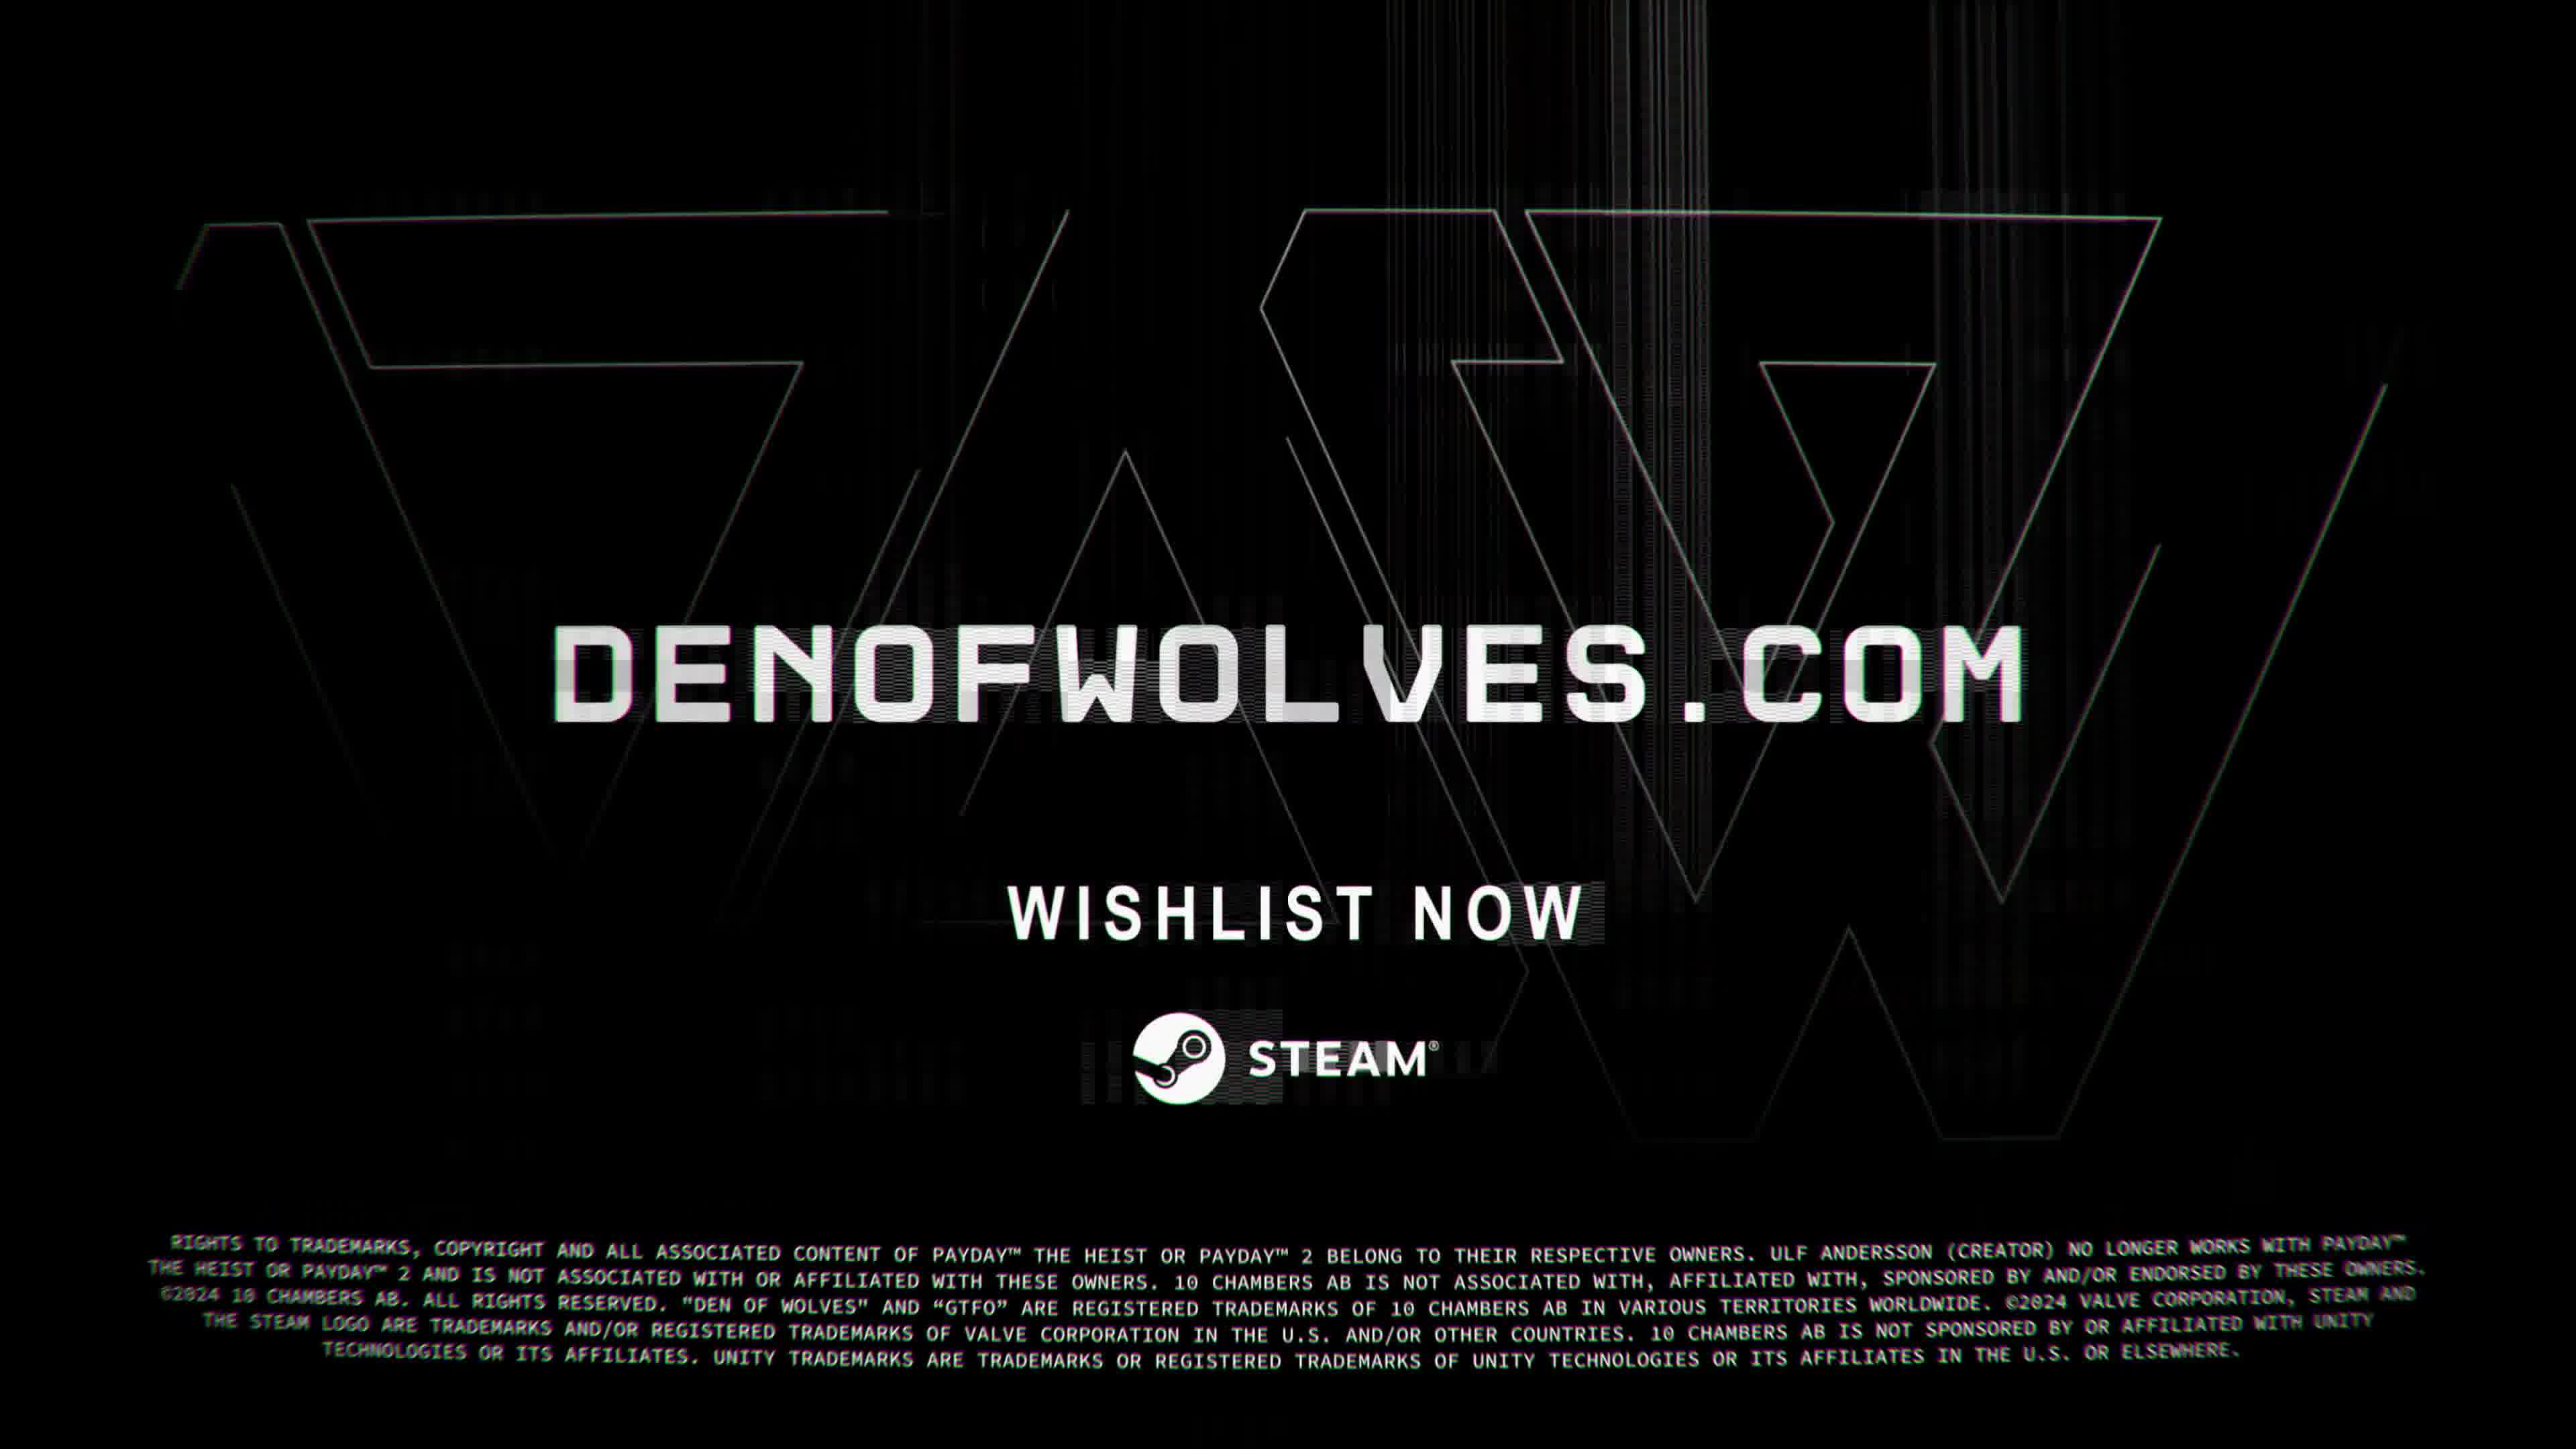 DENOFWOLVES.COM
WISHLIST NOW
STEAM®
RIGHTS TO TRADEMARKS, COPYRIGHT AND ALL ASSOCIATED CONTENT OF PAYDAY™ THE HEIST OR PAYDAY™ 2 BELONG TO THEIR RESPECTIVE OWNERS. ULF ANDERSSON (CREATOR) NO LONGER WORKS WITH PAYDAY™
THE HEIST OR PAYDAY™ 2 AND IS NOT ASSOCIATED WITH OR AFFILIATED WITH THESE OWNERS. 10 CHAMBERS AB IS NOT ASSOCIATED WITH, AFFILIATED WITH, SPONSORED BY AND/OR ENDORSED BY THESE OWNERS.
©2024 10 CHAMBERS AB. ALL RIGHTS RESERVED. “DEN OF WOLVES” AND “GTFO” ARE REGISTERED TRADEMARKS OF 10 CHAMBERS AB IN VARIOUS TERRITORIES WORLDWIDE. ©2024 VALVE CORPORATION, STEAM AND
THE STEAM LOGO ARE TRADEMARKS AND/OR REGISTERED TRADEMARKS OF VALVE CORPORATION IN THE U.S. AND/OR OTHER COUNTRIES. 10 CHAMBERS AB IS NOT SPONSORED BY OR AFFILIATED WITH UNITY
TECHNOLOGIES OR ITS AFFILIATES. UNITY TRADEMARKS ARE TRADEMARKS OR REGISTERED TRADEMARKS OF UNITY TECHNOLOGIES OR ITS AFFILIATES IN THE U.S. OR ELSEWHERE.